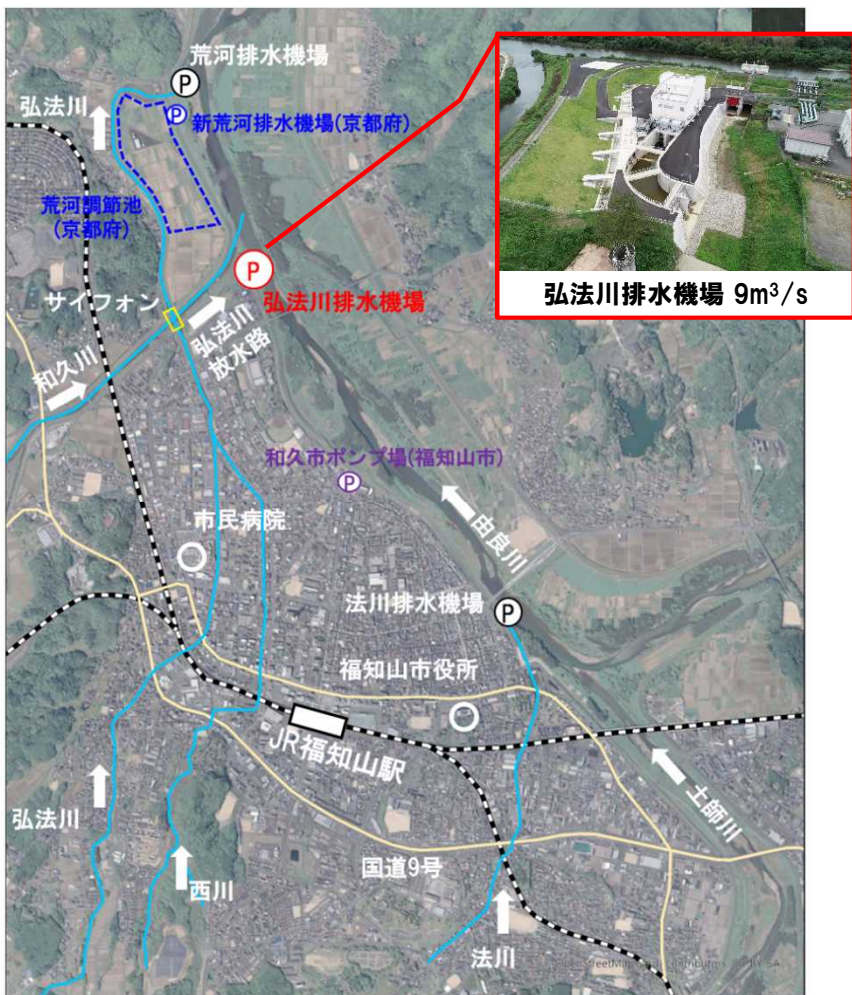 荒河排水機場
P
弘法川
P
新荒河排水機場(京都府)
荒河調節池
(京都府)
P
弘法川排水機場
弘法川排水機場 9m³/s
サイフォン
弘法川
放水路
和久川
和久市ポンプ場(福知山市)
P
市民病院
由良川
法川排水機場
P
福知山市役所
JR福知山駅
土師川
弘法川
西川
国道9号
法川